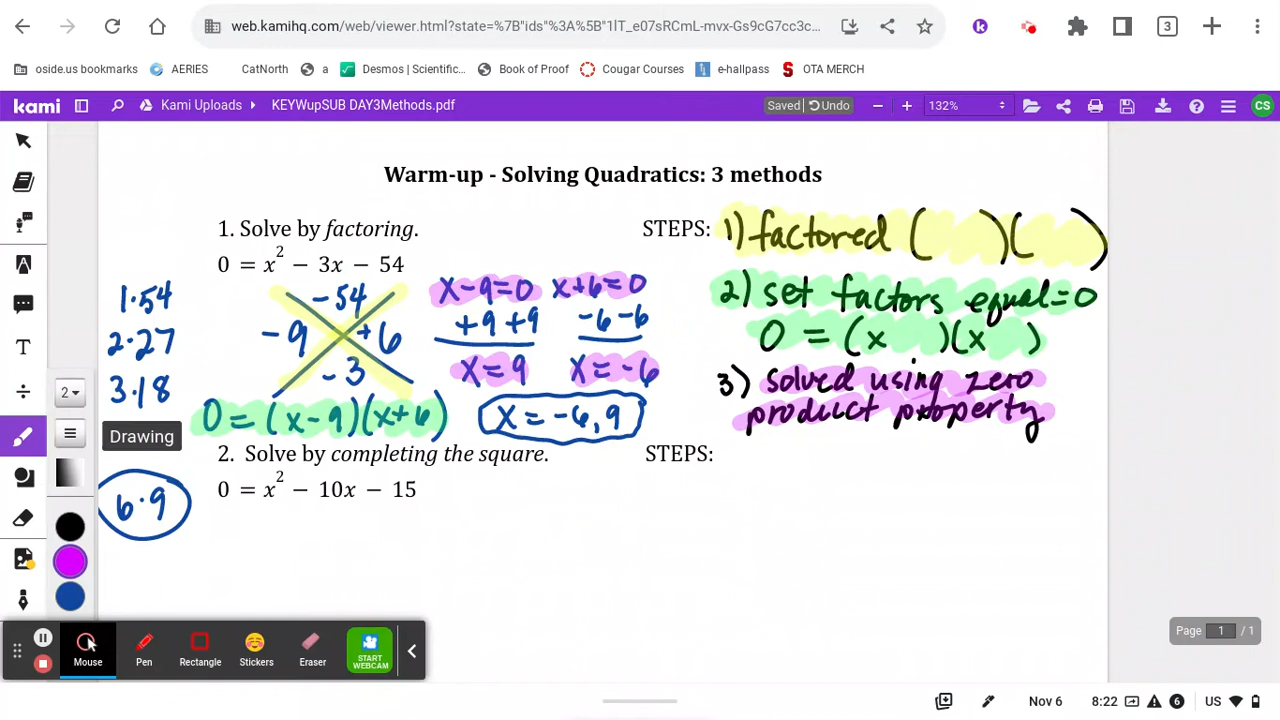 web.kamihq.com/web/viewer.html?state=%7B"ids"%3A%5B"1lT_e07sRCmL-mvx-Gs9cG7cc3c...
3
oside.us bookmarks AERIES CatNorth a Desmos | Scientific... Book of Proof Cougar Courses e-hallpass OTA MERCH
kami Kami Uploads > KEYWupSUB DAY3Methods.pdf Saved Undo 132% CS
Warm-up - Solving Quadratics: 3 methods
1. Solve by factoring. STEPS: 1) factored ( )( )
0 = x² − 3x − 54
1·54
2·27
3·18
6·9
-54
-9 +6
-3
0 = (x-9)(x+6)
x-9=0 x+6=0
+9 +9 -6 -6
x=9 x=-6
x = -6, 9
2) set factors equal=0
0 = (x )(x )
3) solved using zero
product property
2. Solve by completing the square. STEPS:
0 = x² − 10x − 15
2
Drawing
Mouse Pen Rectangle Stickers Eraser START WEBCAM
Page 1 / 1
Nov 6 8:22 6 US